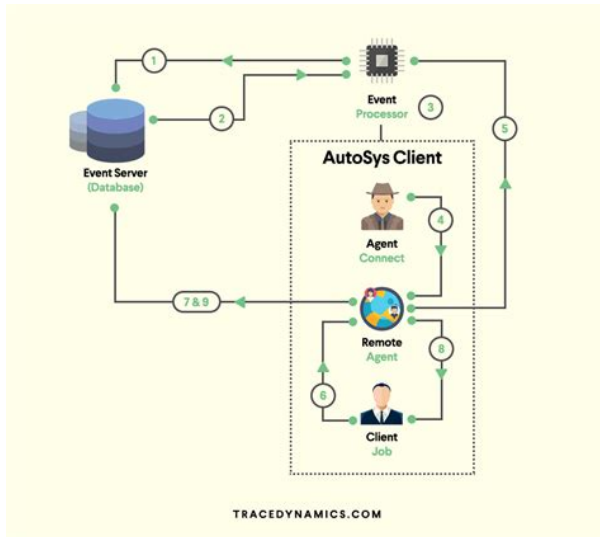 1
2
Event
Processor
3
5
Event Server
(Database)
AutoSys Client
4
Agent
Connect
7 & 9
Remote
Agent
8
6
Client
Job
TRACEDYNAMICS.COM